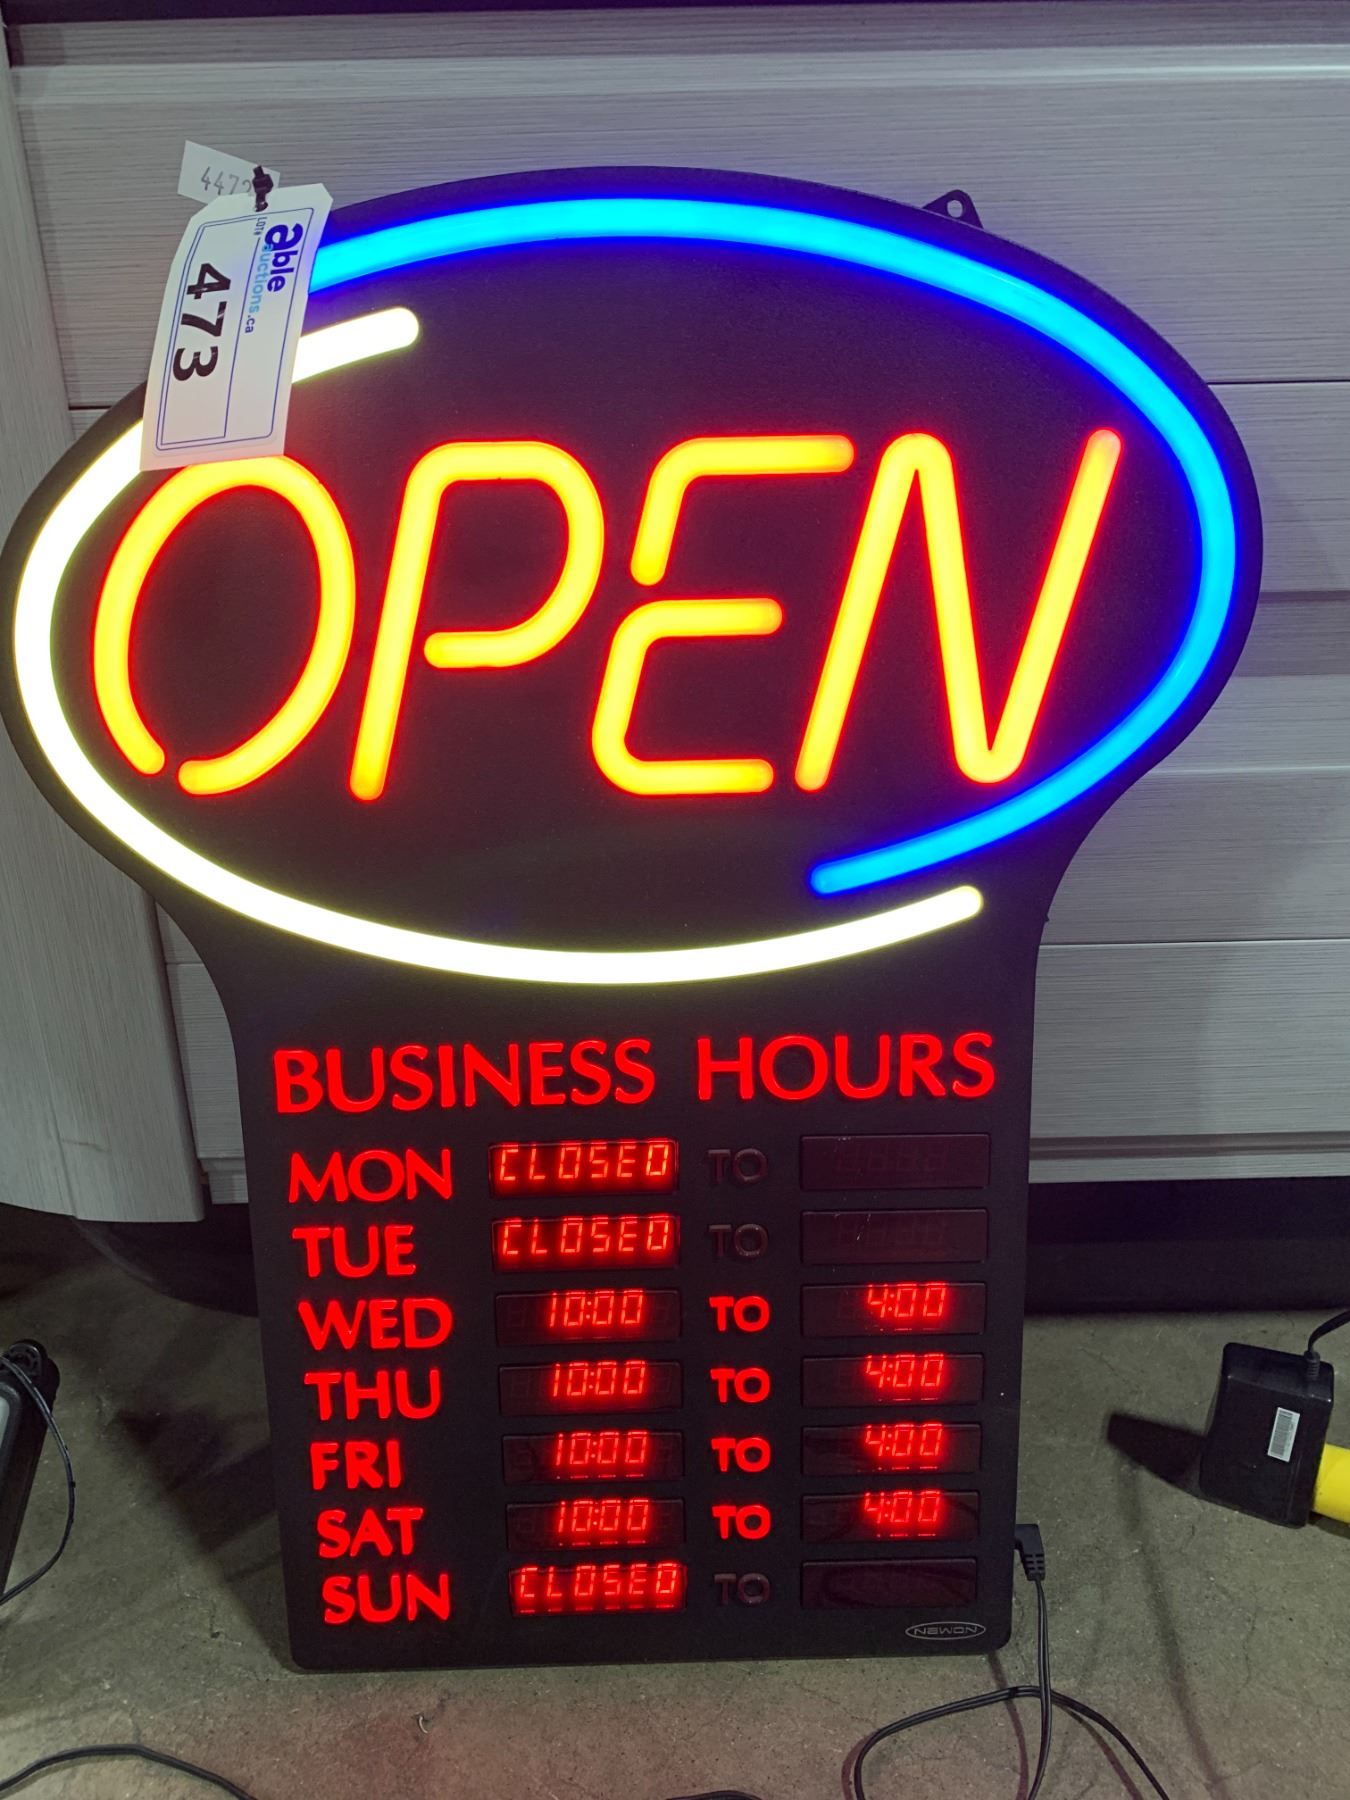 4472
LOT#
able
auctions.ca
473
OPEN
BUSINESS HOURS
MON CLOSED TO
TUE CLOSED TO
WED 10:00 TO 4:00
THU 10:00 TO 4:00
FRI 10:00 TO 4:00
SAT 10:00 TO 4:00
SUN CLOSED TO
NEWON